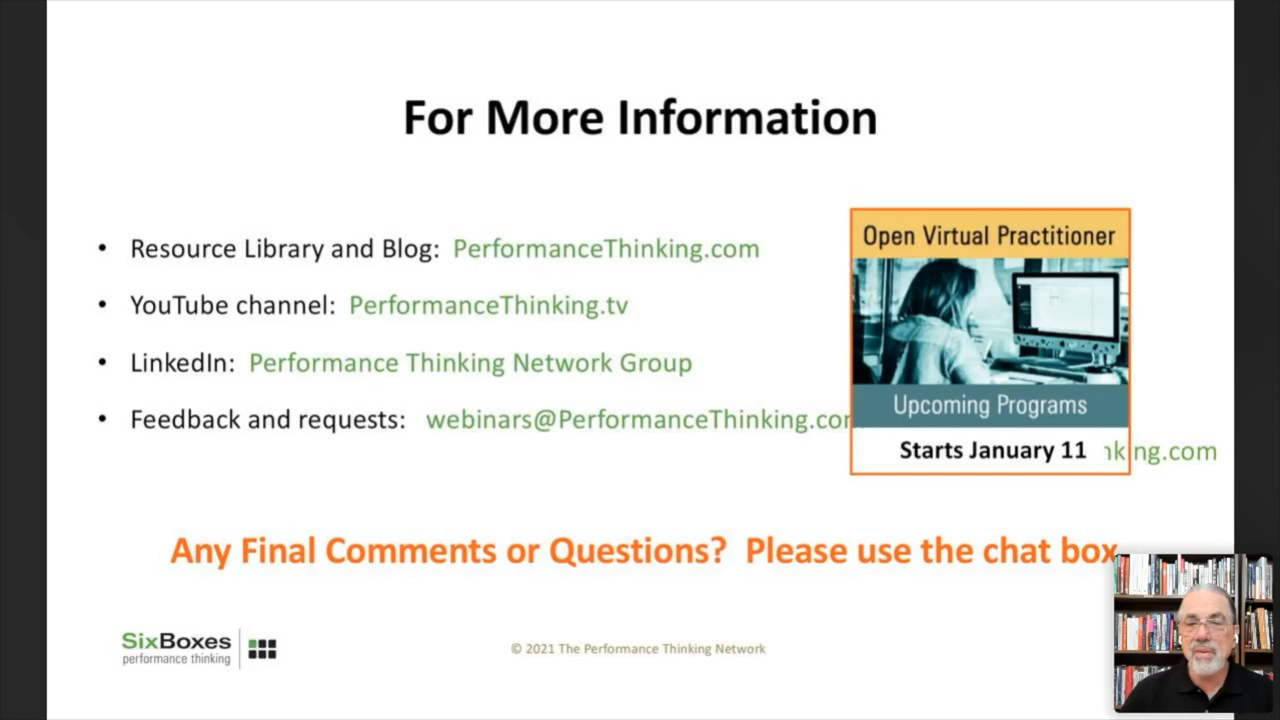 For More Information
• Resource Library and Blog: PerformanceThinking.com
• YouTube channel: PerformanceThinking.tv
• LinkedIn: Performance Thinking Network Group
• Feedback and requests: webinars@PerformanceThinking.com
Open Virtual Practitioner
Upcoming Programs
Starts January 11
nking.com
Any Final Comments or Questions? Please use the chat box
SixBoxes
performance thinking
© 2021 The Performance Thinking Network